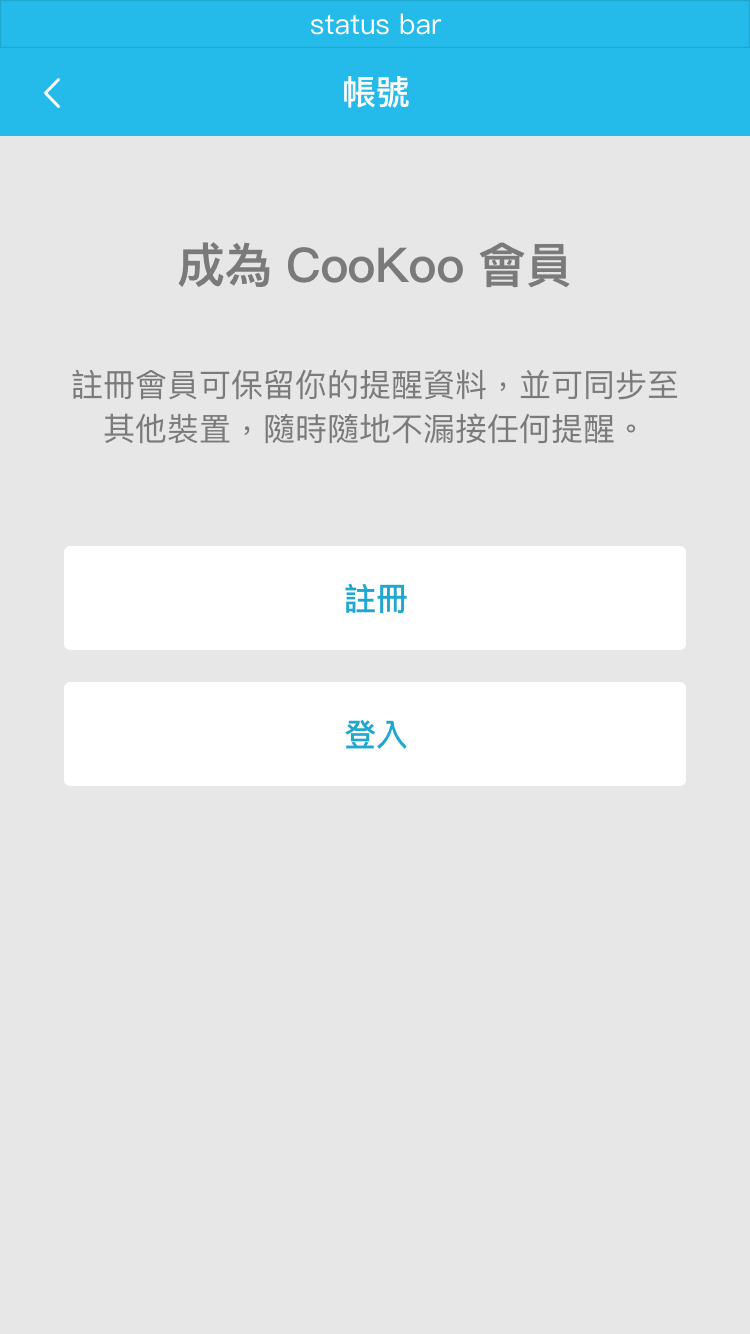 status bar
帳號
成為 CooKoo 會員
註冊會員可保留你的提醒資料，並可同步至
其他裝置，隨時隨地不漏接任何提醒。
註冊
登入